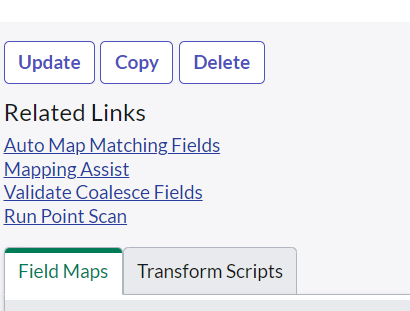 Update Copy Delete
Related Links
Auto Map Matching Fields
Mapping Assist
Validate Coalesce Fields
Run Point Scan
Field Maps Transform Scripts